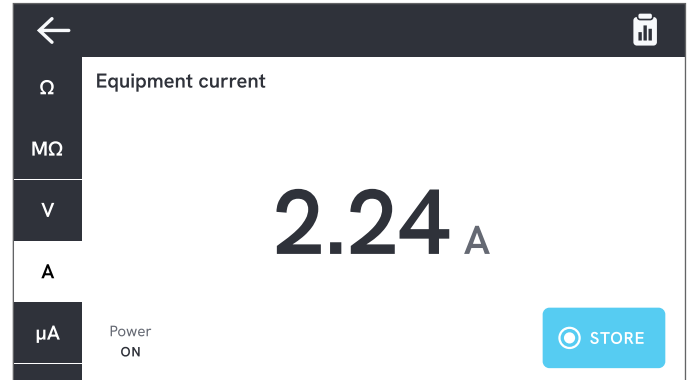 Ω
Equipment current
MΩ
V
2.24 A
A
µA
Power
ON
STORE